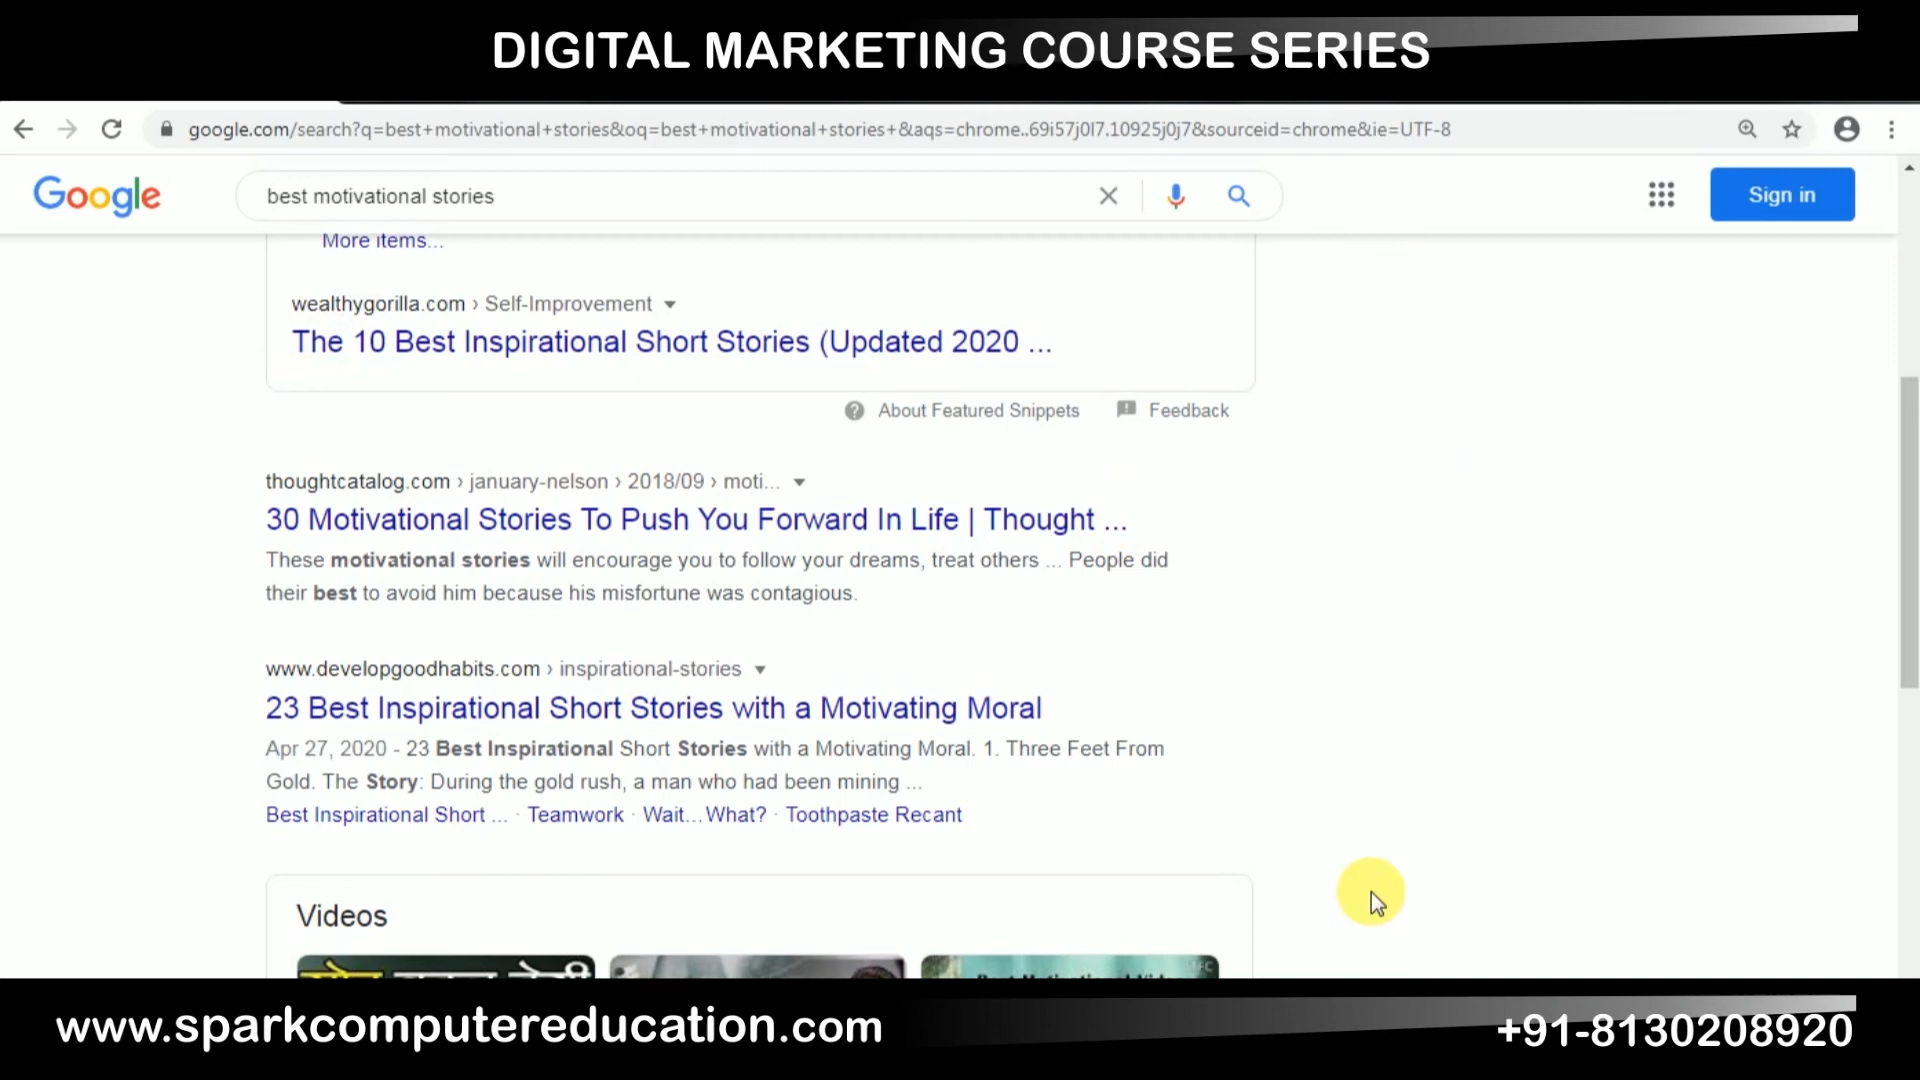 DIGITAL MARKETING COURSE SERIES
google.com/search?q=best+motivational+stories&oq=best+motivational+stories+&aqs=chrome..69i57j0l7.10925j0j7&sourceid=chrome&ie=UTF-8
Google
best motivational stories
Sign in
More items...
wealthygorilla.com › Self-Improvement
The 10 Best Inspirational Short Stories (Updated 2020 ...
About Featured Snippets
Feedback
thoughtcatalog.com › january-nelson › 2018/09 › moti...
30 Motivational Stories To Push You Forward In Life | Thought ...
These motivational stories will encourage you to follow your dreams, treat others ... People did
their best to avoid him because his misfortune was contagious.
www.developgoodhabits.com › inspirational-stories
23 Best Inspirational Short Stories with a Motivating Moral
Apr 27, 2020 - 23 Best Inspirational Short Stories with a Motivating Moral. 1. Three Feet From
Gold. The Story: During the gold rush, a man who had been mining ...
Best Inspirational Short ... · Teamwork · Wait...What? · Toothpaste Recant
Videos
www.sparkcomputereducation.com
+91-8130208920